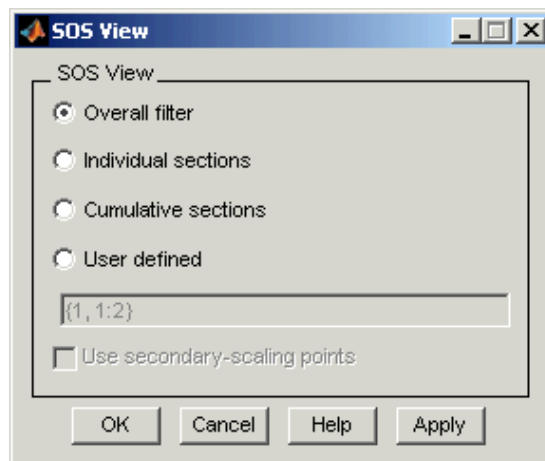 SOS View
SOS View
Overall filter
Individual sections
Cumulative sections
User defined
{1, 1:2}
Use secondary-scaling points
OK Cancel Help Apply